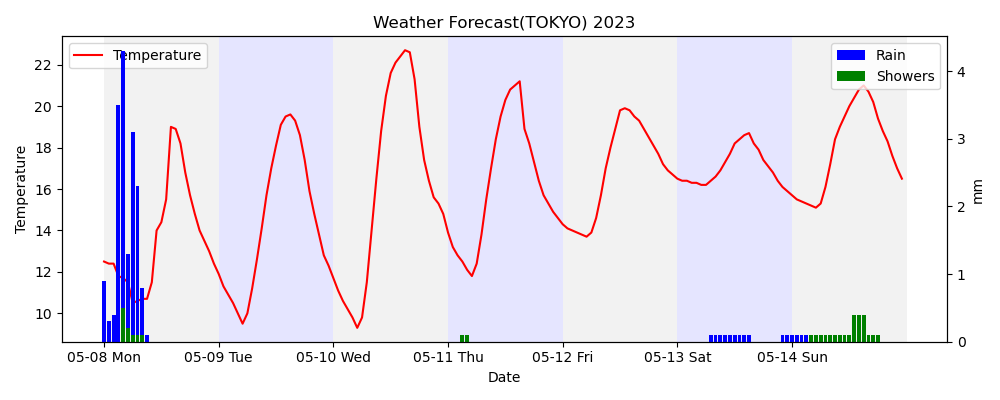 Weather Forecast(TOKYO) 2023
Temperature
Rain
Showers
22
20
18
16
14
12
10
Temperature
4
3
2
1
0
mm
05-08 Mon 05-09 Tue 05-10 Wed 05-11 Thu 05-12 Fri 05-13 Sat 05-14 Sun
Date